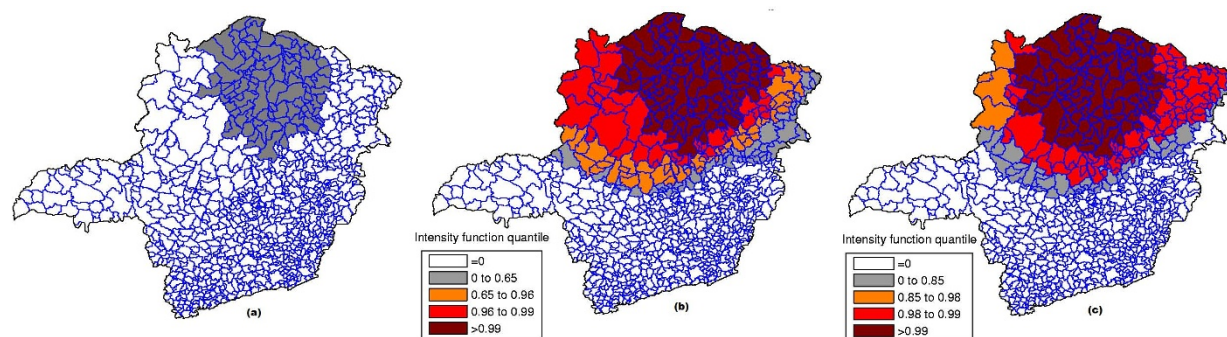 (a)
Intensity function quantile
=0
0 to 0.65
0.65 to 0.96
0.96 to 0.99
>0.99
(b)
Intensity function quantile
=0
0 to 0.85
0.85 to 0.98
0.98 to 0.99
>0.99
(c)